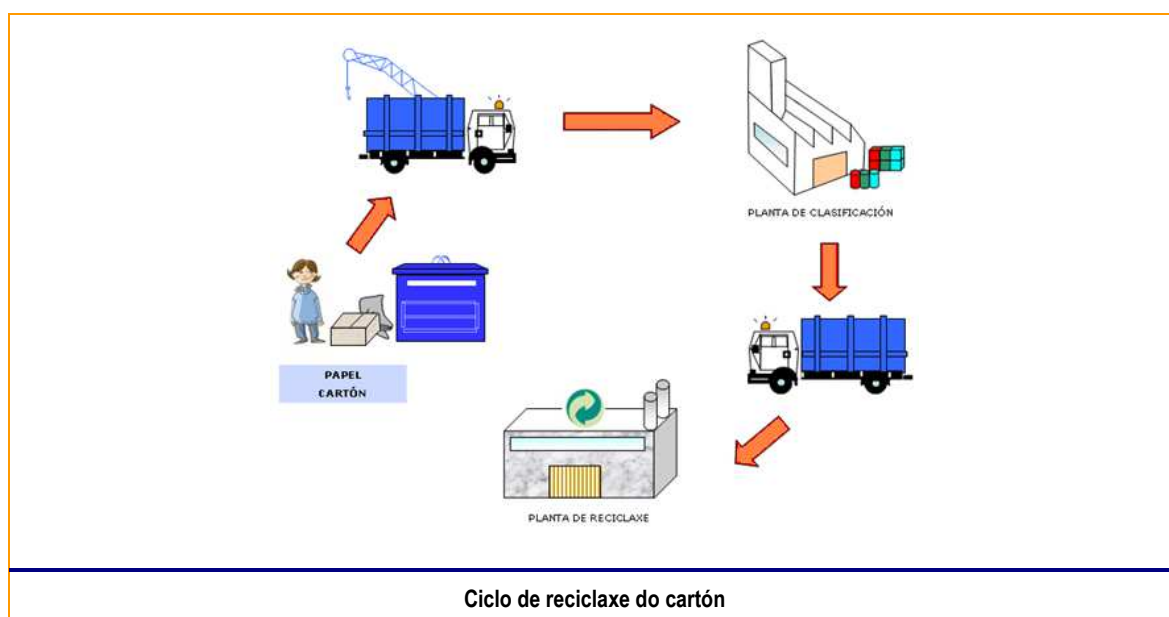 PLANTA DE CLASIFICACIÓN
PAPEL
CARTÓN
PLANTA DE RECICLAXE
Ciclo de reciclaxe do cartón